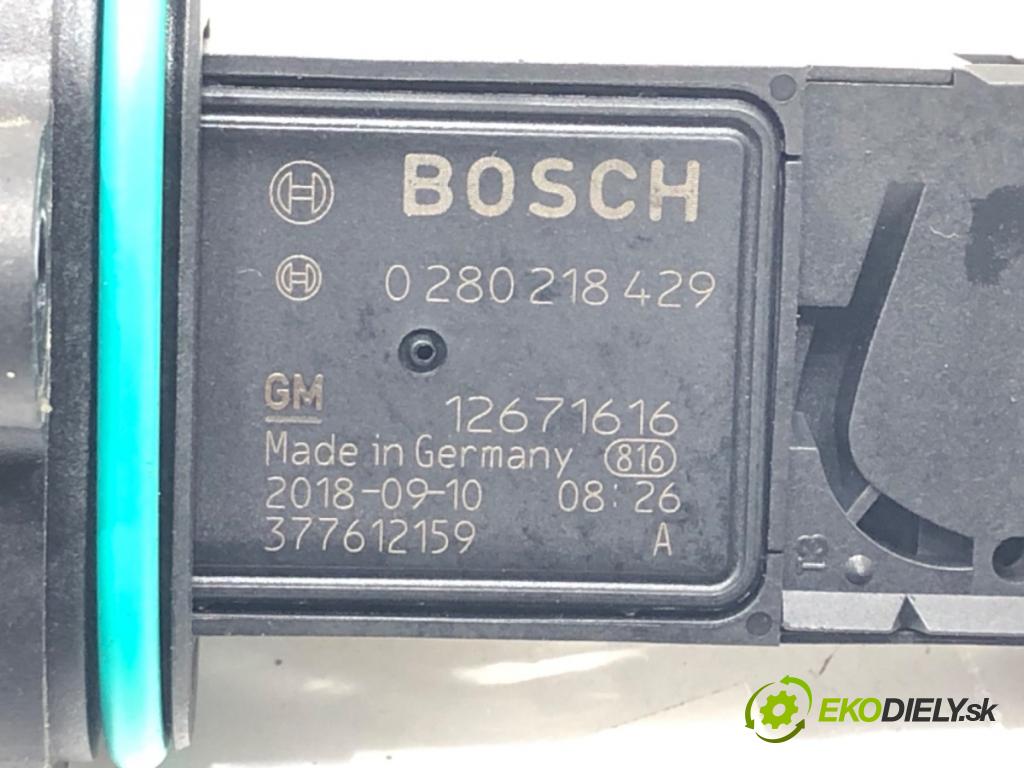 BOSCH
0 280 218 429
GM
12671616
Made in Germany 816
2018-09-10 08:26
377612159 A
EKODIELY.sk